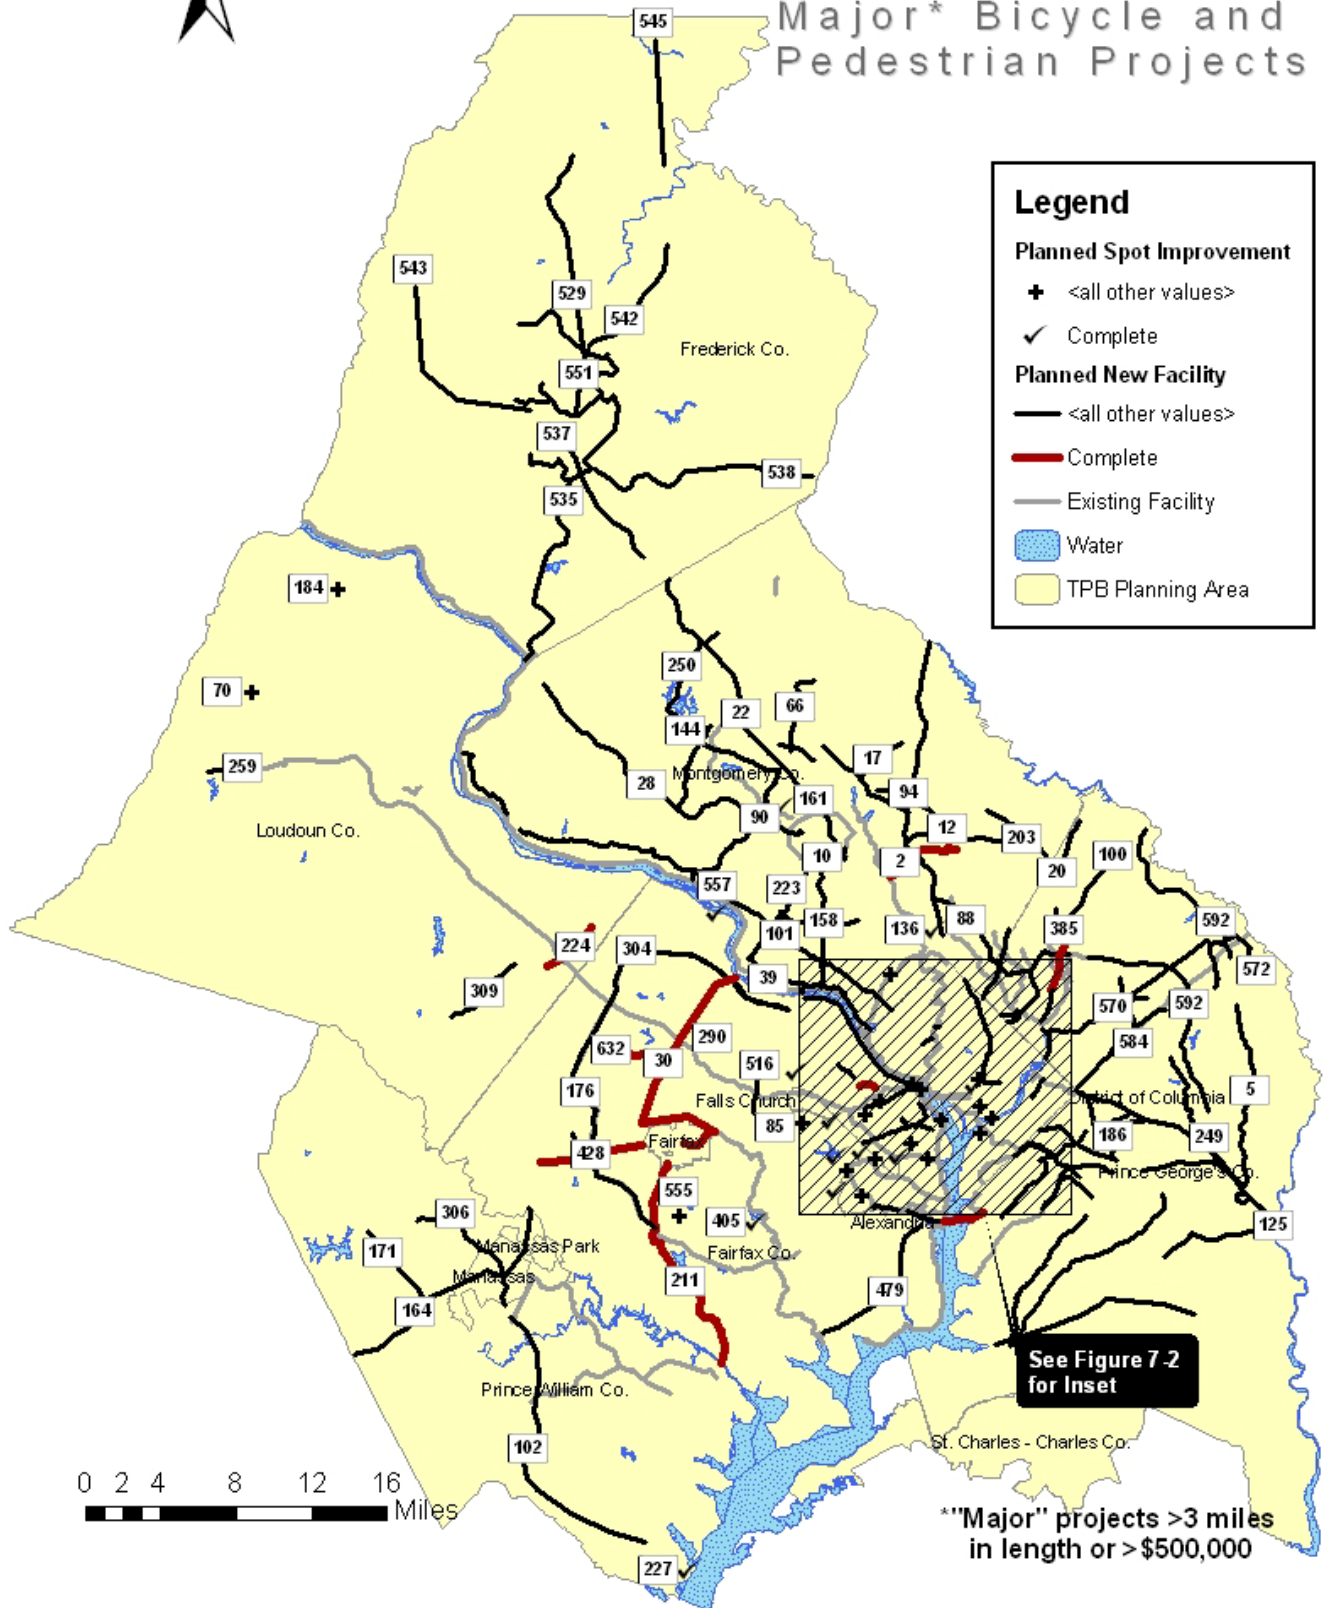 Major* Bicycle and
Pedestrian Projects
545
Legend
Planned Spot Improvement
<all other values>
Complete
Planned New Facility
<all other values>
Complete
Existing Facility
Water
TPB Planning Area
543
529
542
Frederick Co.
551
537
538
535
184
250
70
66
22
144
17
259
28
Montgomery Co.
94
161
90
12
203
Loudoun Co.
10
2
100
20
557
223
158
136
88
592
385
101
224
304
572
39
309
570
592
290
584
632
30
516
176
5
Falls Church
District of Columbia
85
186
249
Fairfax
428
Prince George's Co.
555
306
405
Alexandria
125
Manassas Park
171
Fairfax Co.
Manassas
211
479
164
See Figure 7-2
for Inset
Prince William Co.
102
St. Charles - Charles Co.
0 2 4 8 12 16
Miles
*"Major" projects >3 miles
in length or >$500,000
227